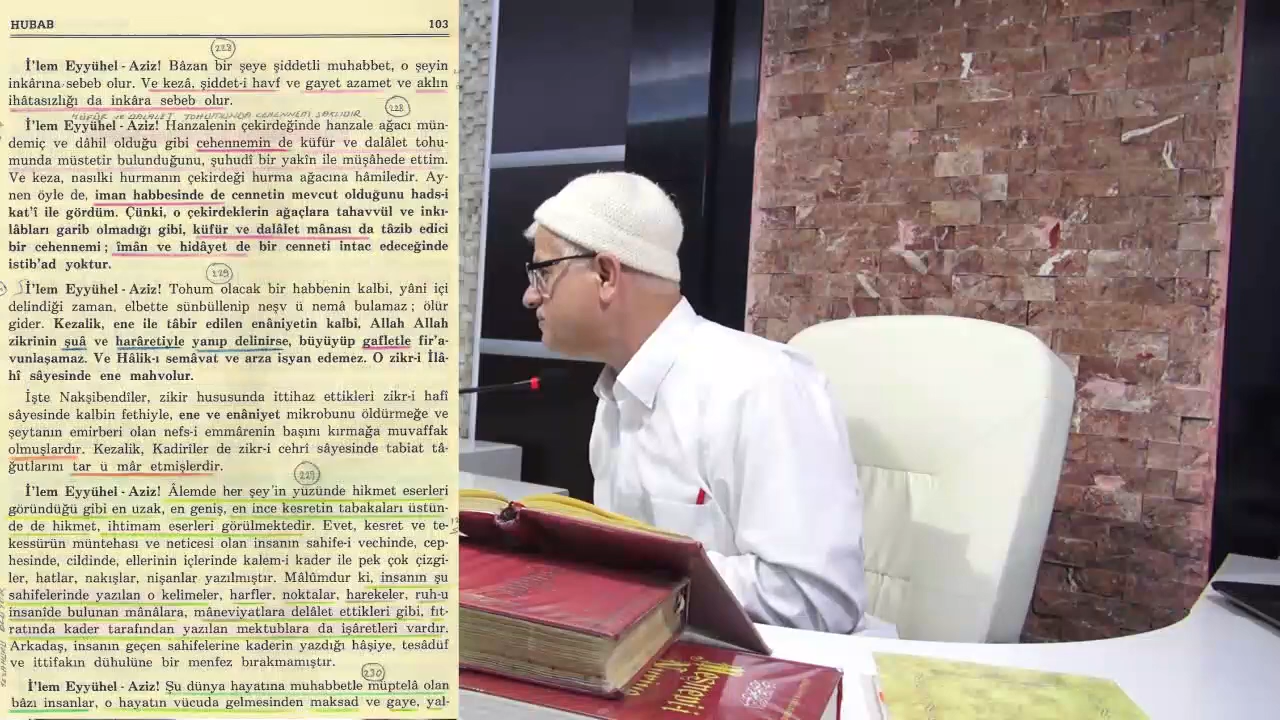 HUBAB 103
228
İ'lem Eyyühel - Aziz! Bâzan bir şeye şiddetli muhabbet, o şeyin
inkârına sebeb olur. Ve kezâ, şiddet-i havf ve gayet azamet ve aklın
ihâtasızlığı da inkâra sebeb olur.
228
KÜFÜR ve DALALET TOHUMUNDA CEHENNEM SAKLIDIR
İ'lem Eyyühel - Aziz! Hanzalenin çekirdeğinde hanzale ağacı mün-
demiç ve dâhil olduğu gibi cehennemin de küfür ve dalâlet tohu-
munda müstetir bulunduğunu, şuhudî bir yakîn ile müşâhede ettim.
Ve keza, nasılki hurmanın çekirdeği hurma ağacına hâmiledir. Ay-
nen öyle de, iman habbesinde de cennetin mevcut olduğunu hads-i
kat'î ile gördüm. Çünki, o çekirdeklerin ağaçlara tahavvül ve inkı-
lâbları garib olmadığı gibi, küfür ve dalâlet mânası da tâzib edici
bir cehennemi ; îmân ve hidâyet de bir cenneti intac edeceğinde
istib'ad yoktur.
229
İ'lem Eyyühel - Aziz! Tohum olacak bir habbenin kalbi, yâni içi
delindiği zaman, elbette sünbüllenip neşv ü nemâ bulamaz ; ölür
gider. Kezalik, ene ile tâbir edilen enâniyetin kalbi, Allah Allah
zikrinin şuâ ve harâretiyle yanıp delinirse, büyüyüp gafletle fir'a-
vunlaşamaz. Ve Hâlik-ı semâvat ve arza isyan edemez. O zikr-i İlâ-
hî sâyesinde ene mahvolur.
İşte Nakşibendîler, zikir hususunda ittihaz ettikleri zikr-i hafî
sâyesinde kalbin fethiyle, ene ve enâniyet mikrobunu öldürmeğe ve
şeytanın emirberi olan nefs-i emmârenin başını kırmağa muvaffak
olmuşlardır. Kezalik, Kadirîler de zikr-i cehrî sâyesinde tabiat tâ-
ğutlarını tar ü mâr etmişlerdir.
229
İ'lem Eyyühel - Aziz! Âlemde her şey'in yüzünde hikmet eserleri
göründüğü gibi en uzak, en geniş, en ince kesretin tabakaları üstün-
de de hikmet, ihtimam eserleri görülmektedir. Evet, kesret ve te-
kessürün müntehası ve neticesi olan insanın sahife-i vechinde, cep-
hesinde, cildinde, ellerinin içlerinde kalem-i kader ile pek çok çizgi-
ler, hatlar, nakışlar, nişanlar yazılmıştır. Mâlûmdur ki, insanın şu
sahifelerinde yazılan o kelimeler, harfler, noktalar, harekeler, ruh-u
insanîde bulunan mânâlara, mâneviyatlara delâlet ettikleri gibi, fıt-
ratında kader tarafından yazılan mektublara da işâretleri vardır.
Arkadaş, insanın geçen sahifelerine kaderin yazdığı hâşiye, tesâdüf
ve ittifakın dühulüne bir menfez bırakmamıştır.
230
İ'lem Eyyühel - Aziz! Şu dünya hayatına muhabbetle müptelâ olan
bâzı insanlar, o hayatın vücuda gelmesinden maksad ve gaye, yal-
Mesnevî-i